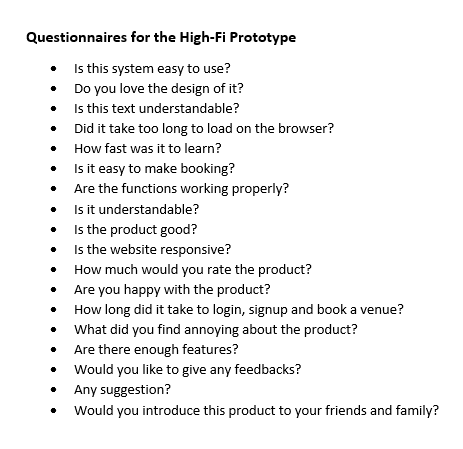 Questionnaires for the High-Fi Prototype
• Is this system easy to use?
• Do you love the design of it?
• Is this text understandable?
• Did it take too long to load on the browser?
• How fast was it to learn?
• Is it easy to make booking?
• Are the functions working properly?
• Is it understandable?
• Is the product good?
• Is the website responsive?
• How much would you rate the product?
• Are you happy with the product?
• How long did it take to login, signup and book a venue?
• What did you find annoying about the product?
• Are there enough features?
• Would you like to give any feedbacks?
• Any suggestion?
• Would you introduce this product to your friends and family?